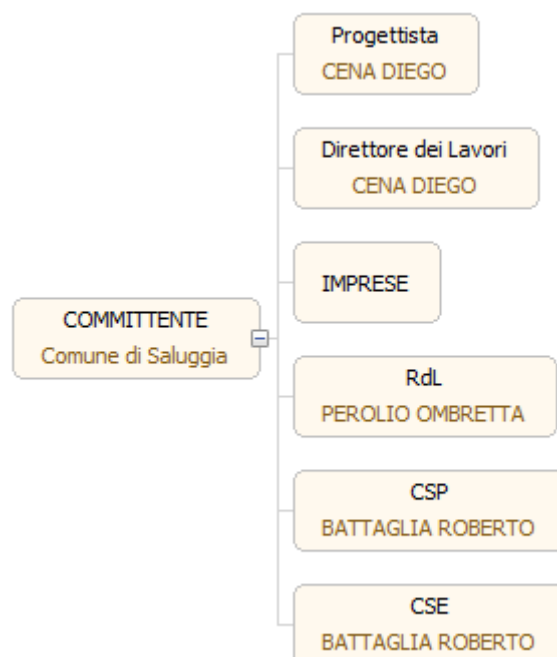 Progettista
CENA DIEGO
Direttore dei Lavori
CENA DIEGO
IMPRESE
COMMITTENTE
Comune di Saluggia
RdL
PEROLIO OMBRETTA
CSP
BATTAGLIA ROBERTO
CSE
BATTAGLIA ROBERTO